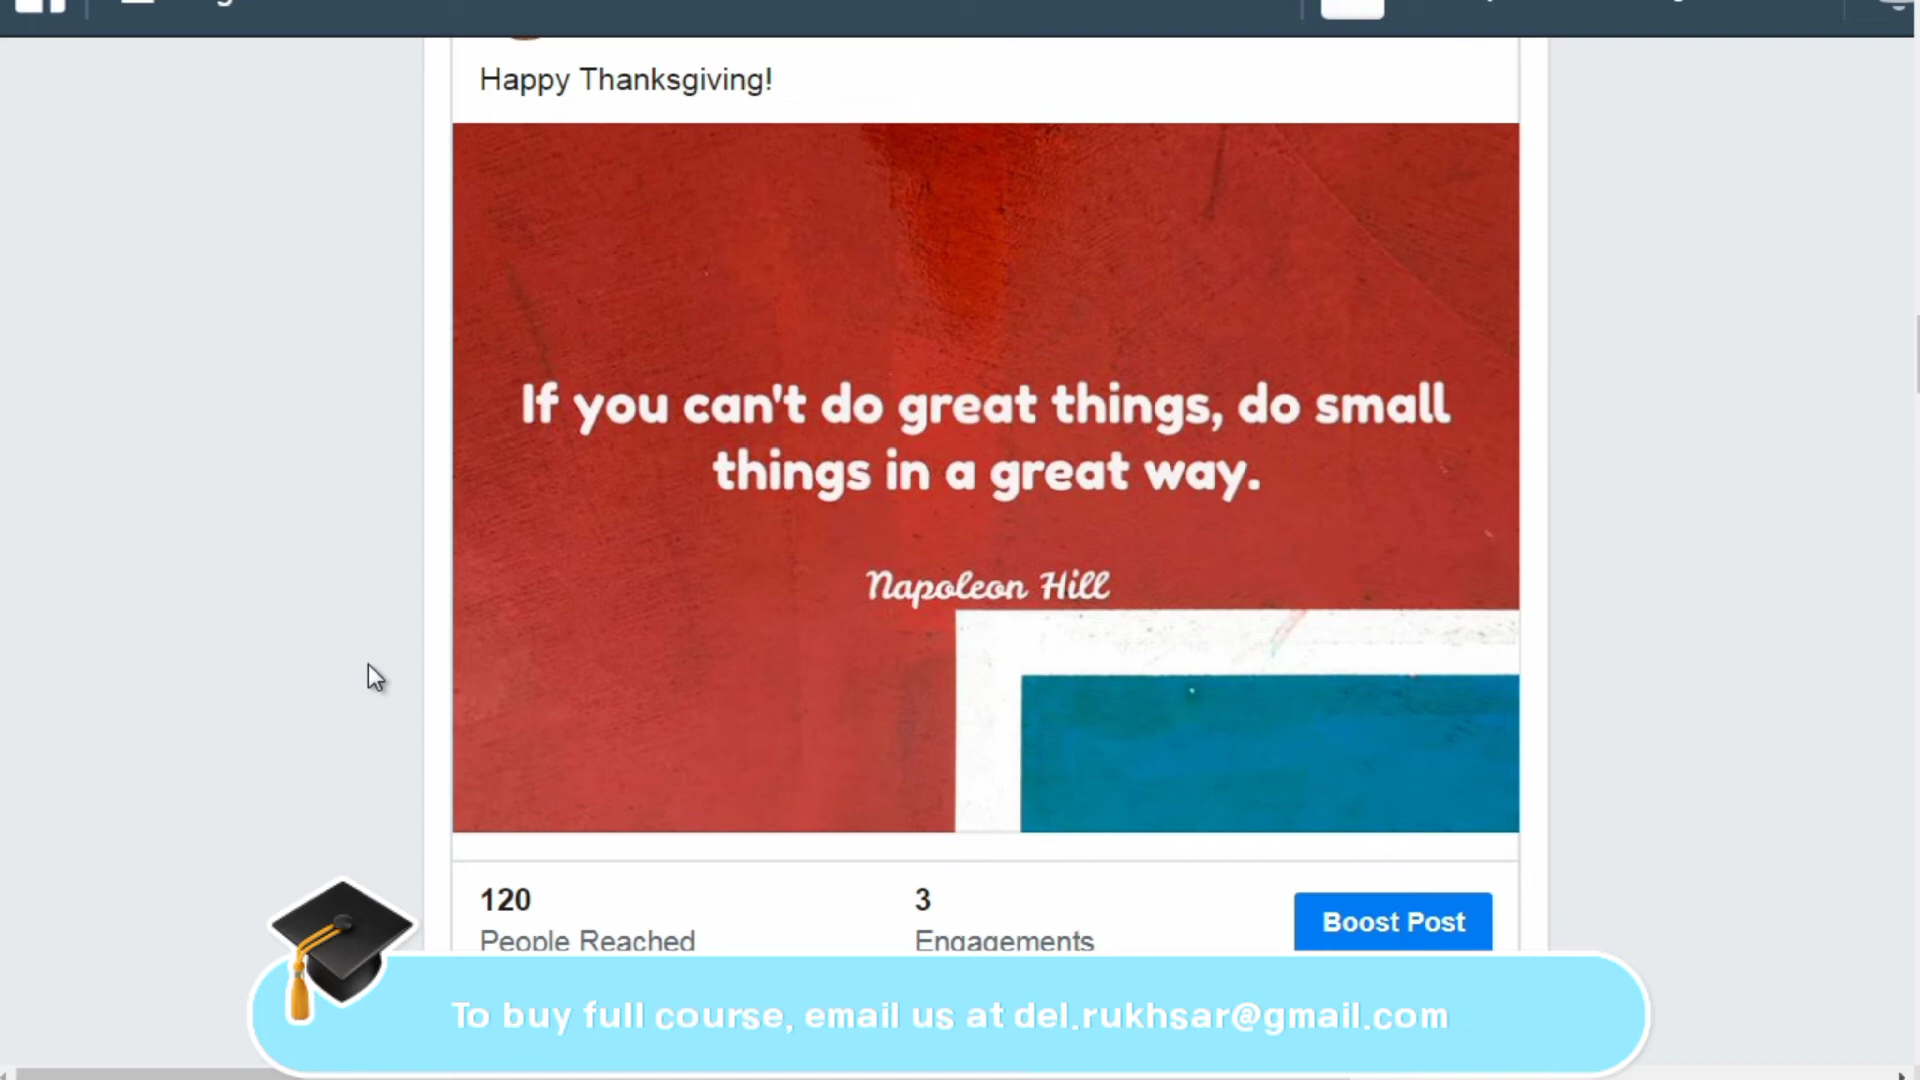 Happy Thanksgiving!
If you can't do great things, do small
things in a great way.
Napoleon Hill
120
People Reached
3
Engagements
Boost Post
To buy full course, email us at del.rukhsar@gmail.com